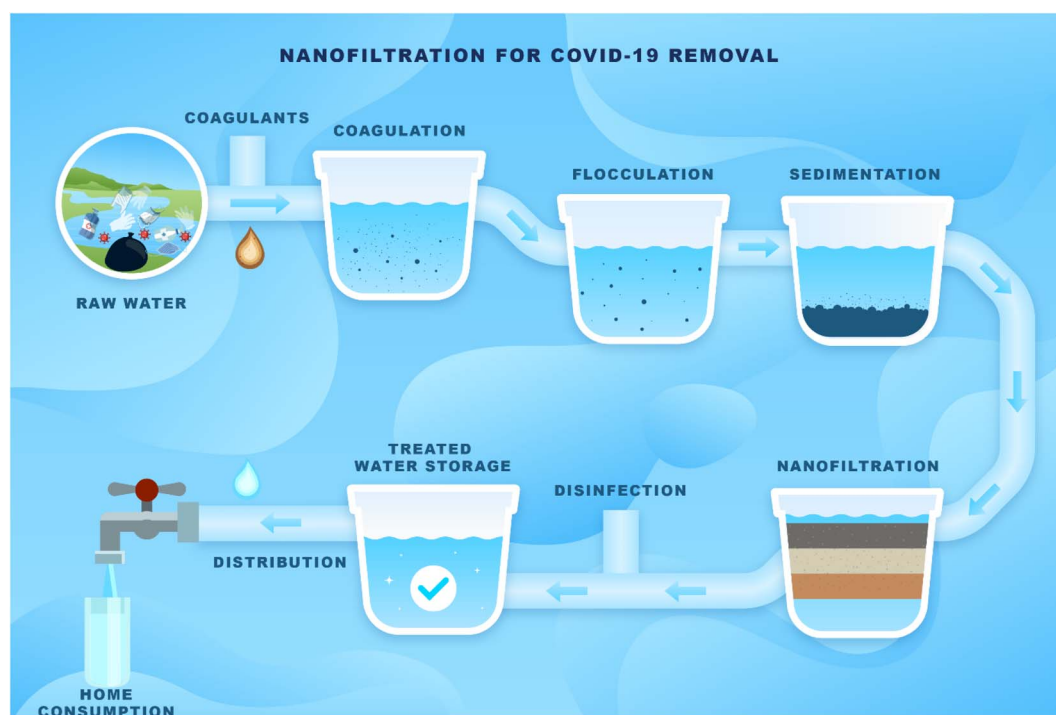 NANOFILTRATION FOR COVID-19 REMOVAL
COAGULANTS
COAGULATION
FLOCCULATION
SEDIMENTATION
RAW WATER
TREATED
WATER STORAGE
NANOFILTRATION
DISINFECTION
DISTRIBUTION
HOME
CONSUMPTION